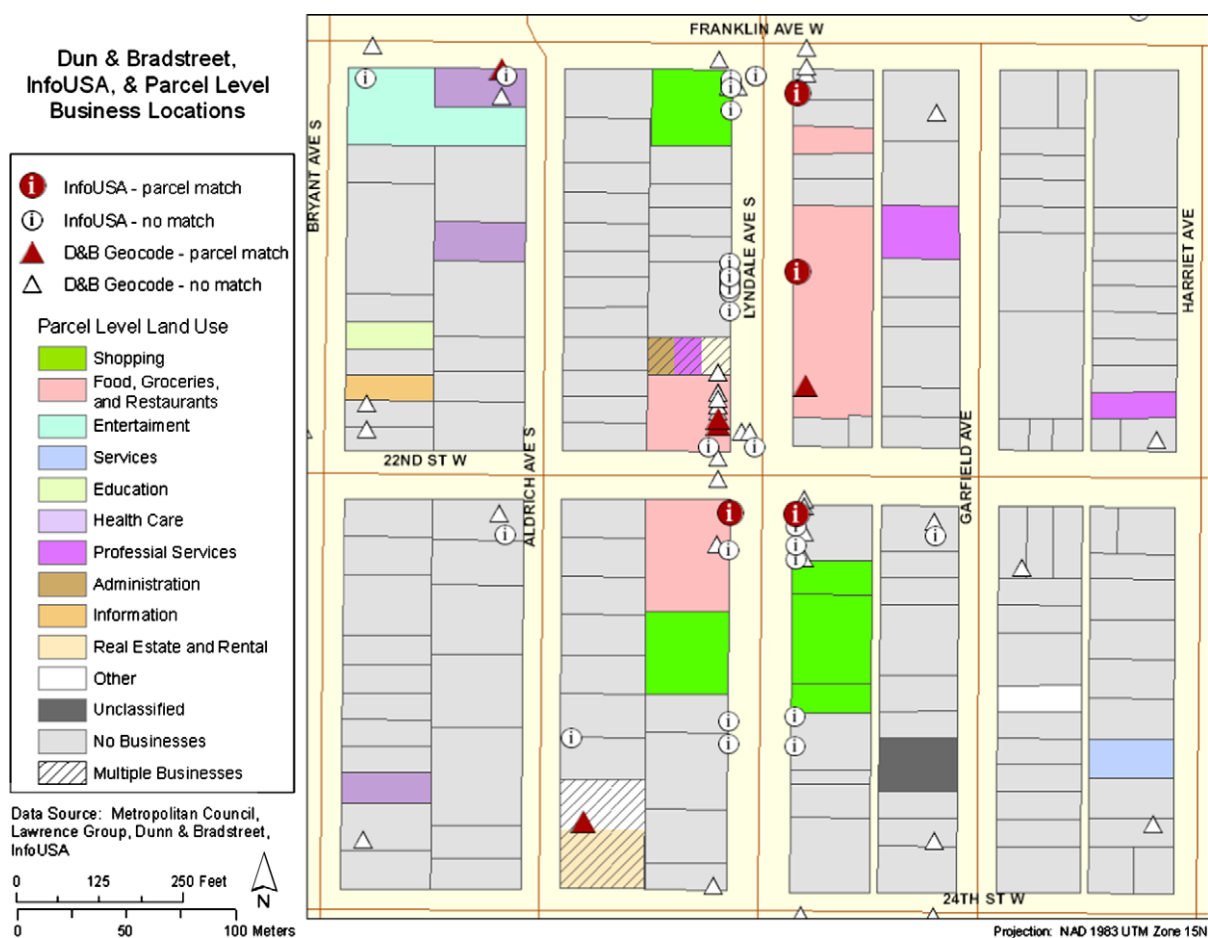 Dun & Bradstreet,
InfoUSA, & Parcel Level
Business Locations
InfoUSA - parcel match
InfoUSA - no match
D&B Geocode - parcel match
D&B Geocode - no match
Parcel Level Land Use
Shopping
Food, Groceries,
and Restaurants
Entertaiment
Services
Education
Health Care
Professial Services
Administration
Information
Real Estate and Rental
Other
Unclassified
No Businesses
Multiple Businesses
Data Source: Metropolitan Council,
Lawrence Group, Dunn & Bradstreet,
InfoUSA
0 125 250 Feet
N
0 50 100 Meters
FRANKLIN AVE W
BRYANT AVE S
LYNDALE AVE S
HARRIET AVE
22ND ST W
ALDRICH AVE S
GARFIELD AVE
24TH ST W
Projection: NAD 1983 UTM Zone 15N